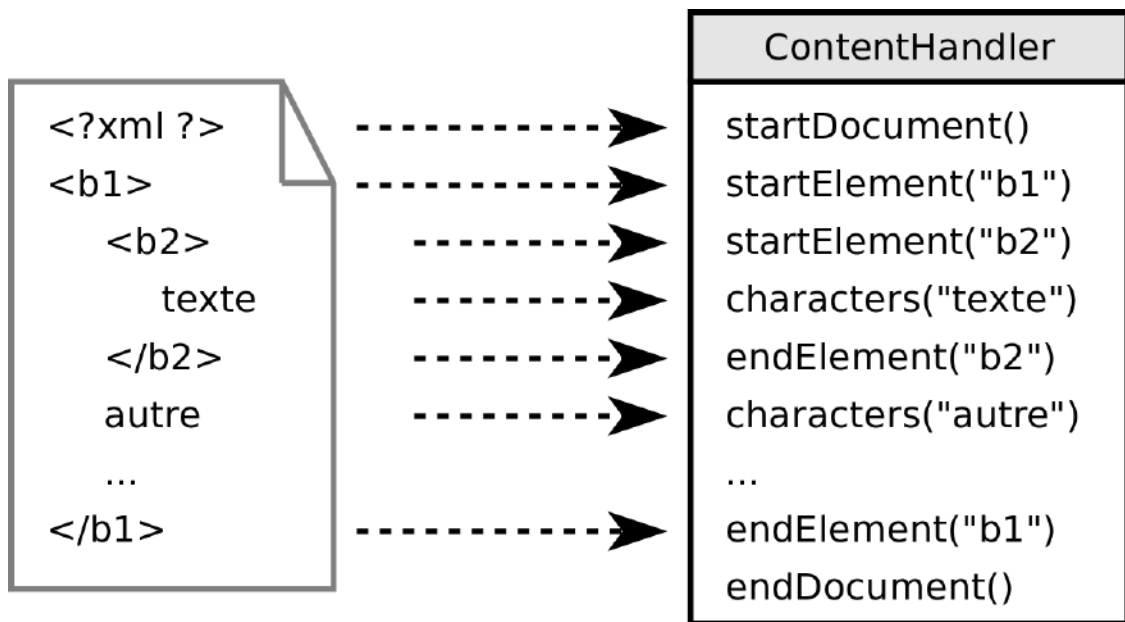 <?xml ?>
<b1>
<b2>
texte
</b2>
autre
...
</b1>
ContentHandler
startDocument()
startElement("b1")
startElement("b2")
characters("texte")
endElement("b2")
characters("autre")
...
endElement("b1")
endDocument()